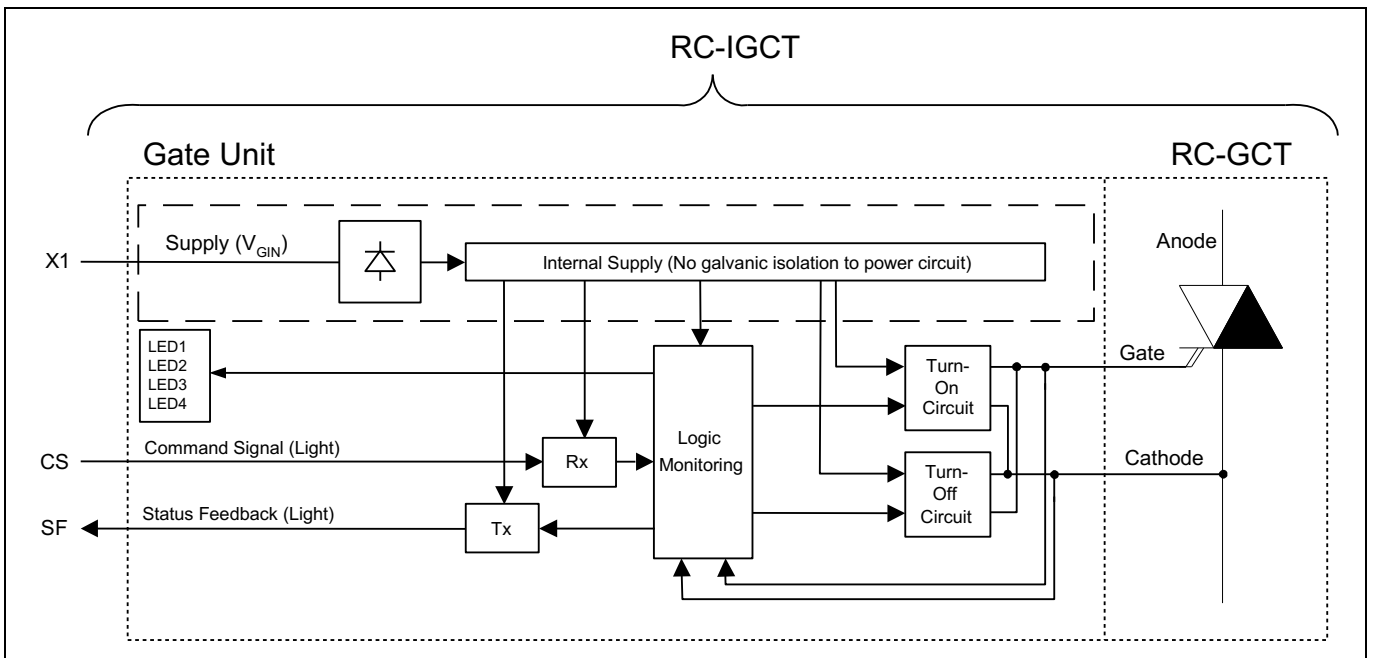 RC-IGCT
Gate Unit
RC-GCT
X1
Supply (VGIN)
Internal Supply (No galvanic isolation to power circuit)
Anode
LED1
LED2
LED3
LED4
Turn-
On
Circuit
Gate
CS
Command Signal (Light)
Rx
Logic
Monitoring
Turn-
Off
Circuit
Cathode
SF
Status Feedback (Light)
Tx